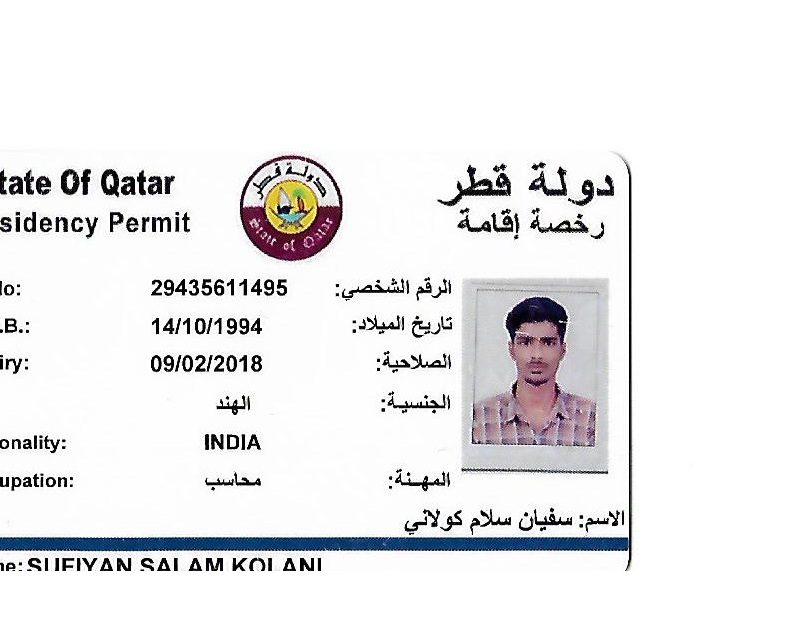 tate Of Qatar
دولة قطر
sidency Permit
رخصة إقامة
دولة قطر
State of Qatar
lo: 29435611495 الرقم الشخصي:
.B.: 14/10/1994 تاريخ الميلاد:
iry: 09/02/2018 الصلاحية:
الهند الجنسية:
onality: INDIA
upation: محاسب المهنة:
الاسم: سفيان سلام كولاني
ne: SUFIYAN SALAM KOLANI